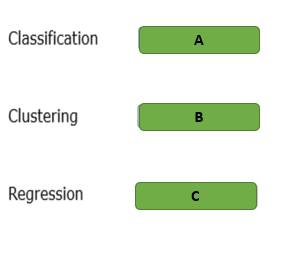 Classification A
Clustering B
Regression C